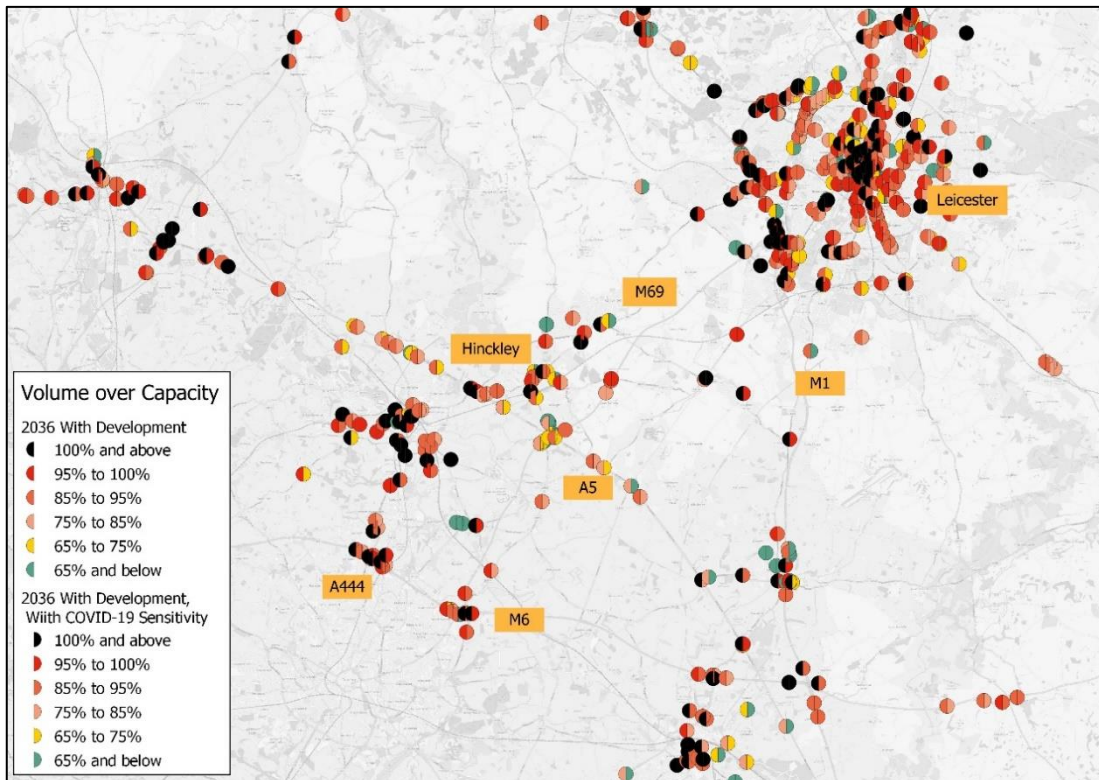 Leicester
M69
Hinckley
M1
A5
A444
M6
Volume over Capacity
2036 With Development
100% and above
95% to 100%
85% to 95%
75% to 85%
65% to 75%
65% and below
2036 With Development,
Wiith COVID-19 Sensitivity
100% and above
95% to 100%
85% to 95%
75% to 85%
65% to 75%
65% and below